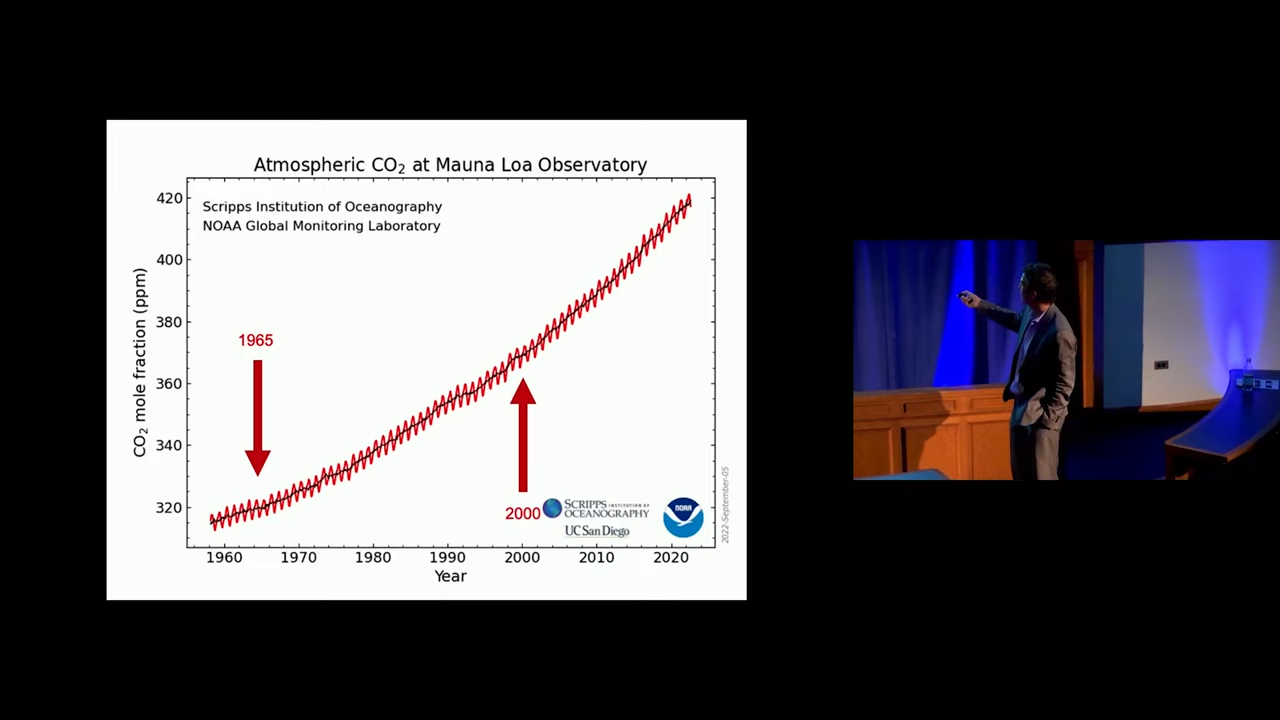 Atmospheric CO₂ at Mauna Loa Observatory
Scripps Institution of Oceanography
NOAA Global Monitoring Laboratory
CO₂ mole fraction (ppm)
420
400
380
360
340
320
1965
2000
SCRIPPS INSTITUTION OF
OCEANOGRAPHY
UC San Diego
NOAA
2022-September-05
1960 1970 1980 1990 2000 2010 2020
Year